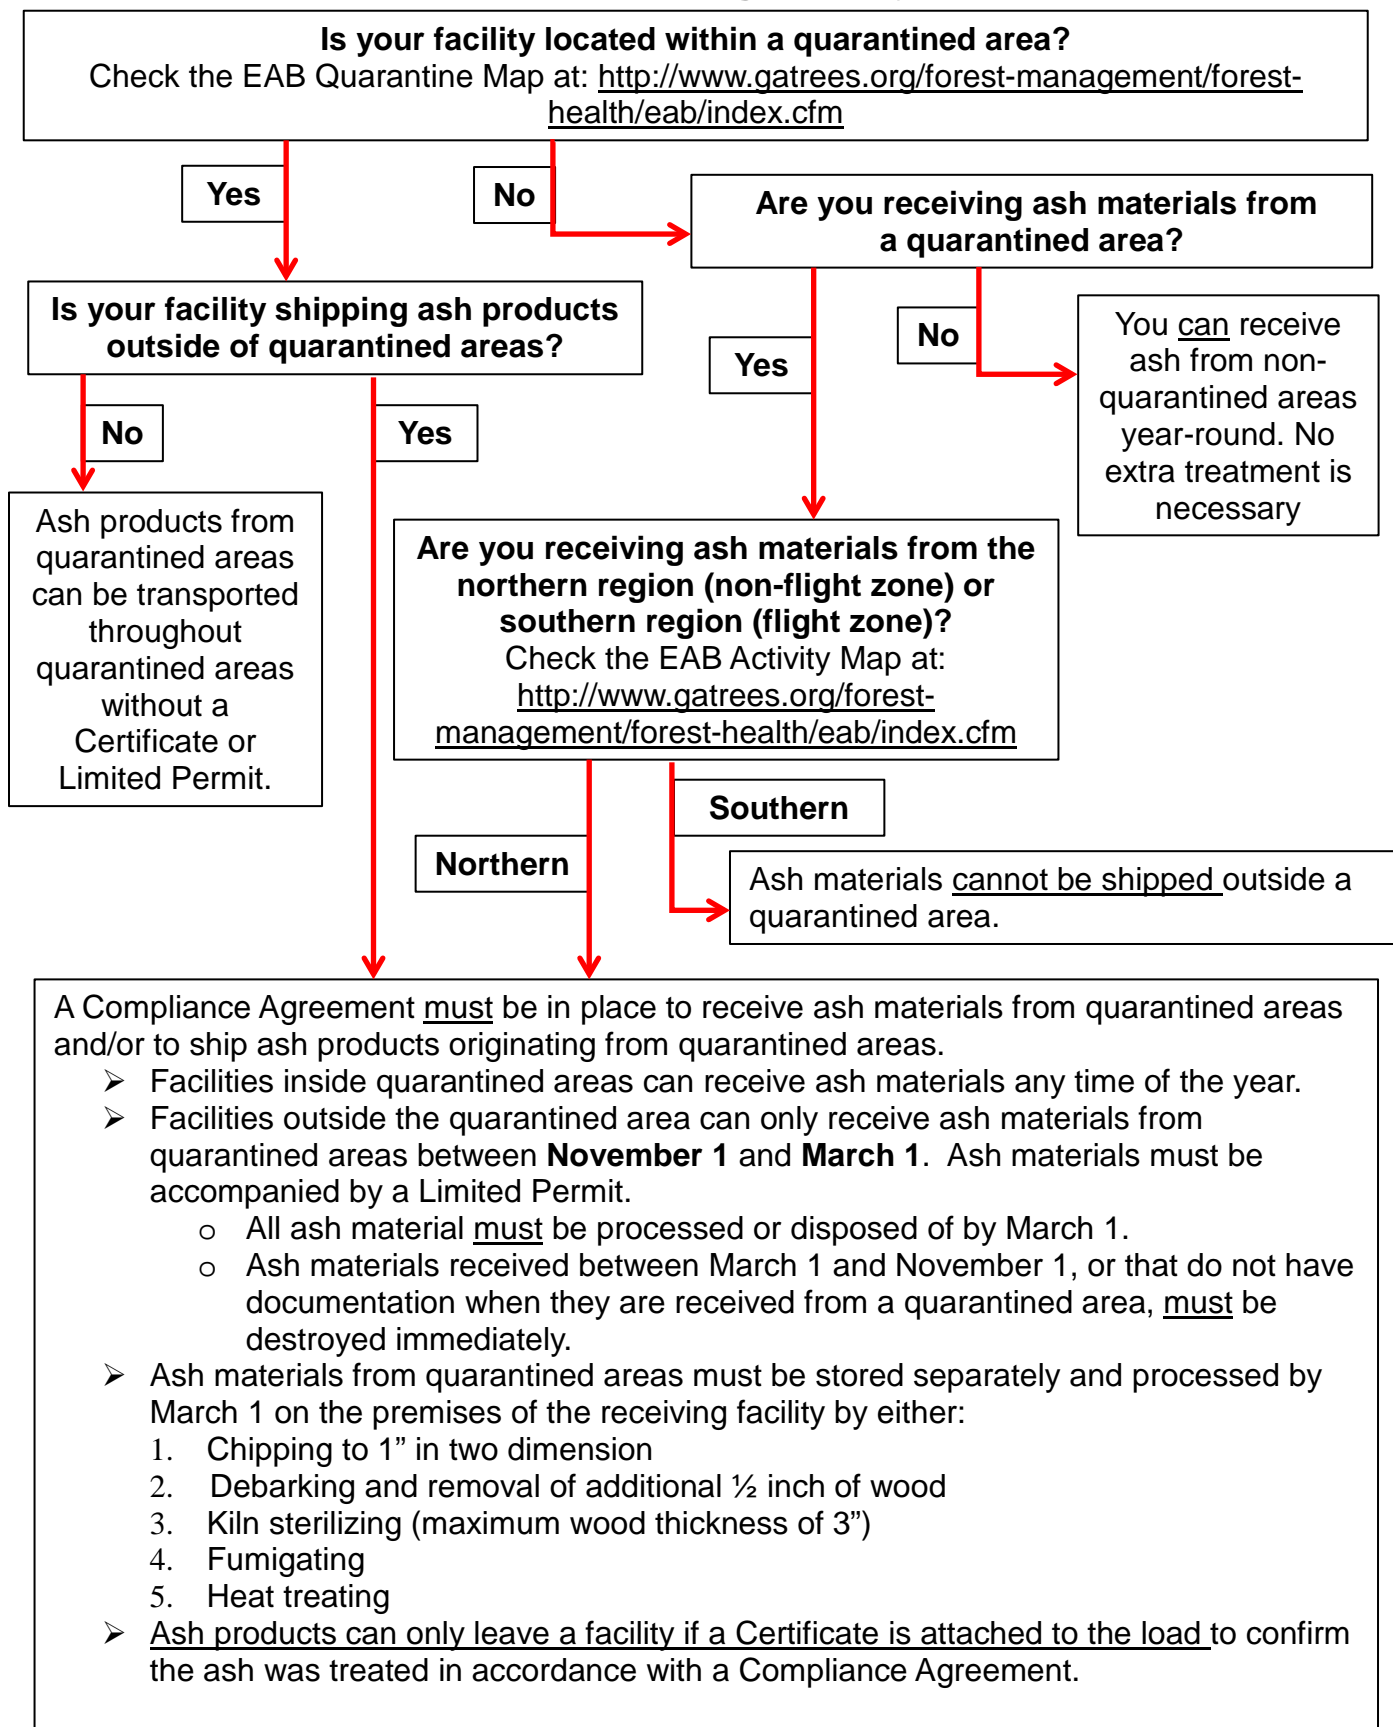 Is your facility located within a quarantined area?
Check the EAB Quarantine Map at: http://www.gatrees.org/forest-management/forest-
health/eab/index.cfm
Yes
No
Are you receiving ash materials from
a quarantined area?
Is your facility shipping ash products
outside of quarantined areas?
No
Yes
Yes
No
You can receive
ash from non-
quarantined areas
year-round. No
extra treatment is
necessary
Ash products from
quarantined areas
can be transported
throughout
quarantined areas
without a
Certificate or
Limited Permit.
Are you receiving ash materials from the
northern region (non-flight zone) or
southern region (flight zone)?
Check the EAB Activity Map at:
http://www.gatrees.org/forest-
management/forest-health/eab/index.cfm
Southern
Northern
Ash materials cannot be shipped outside a
quarantined area.
A Compliance Agreement must be in place to receive ash materials from quarantined areas
and/or to ship ash products originating from quarantined areas.
➢ Facilities inside quarantined areas can receive ash materials any time of the year.
➢ Facilities outside the quarantined area can only receive ash materials from
quarantined areas between November 1 and March 1. Ash materials must be
accompanied by a Limited Permit.
o All ash material must be processed or disposed of by March 1.
o Ash materials received between March 1 and November 1, or that do not have
documentation when they are received from a quarantined area, must be
destroyed immediately.
➢ Ash materials from quarantined areas must be stored separately and processed by
March 1 on the premises of the receiving facility by either:
1. Chipping to 1” in two dimension
2. Debarking and removal of additional ½ inch of wood
3. Kiln sterilizing (maximum wood thickness of 3”)
4. Fumigating
5. Heat treating
➢ Ash products can only leave a facility if a Certificate is attached to the load to confirm
the ash was treated in accordance with a Compliance Agreement.